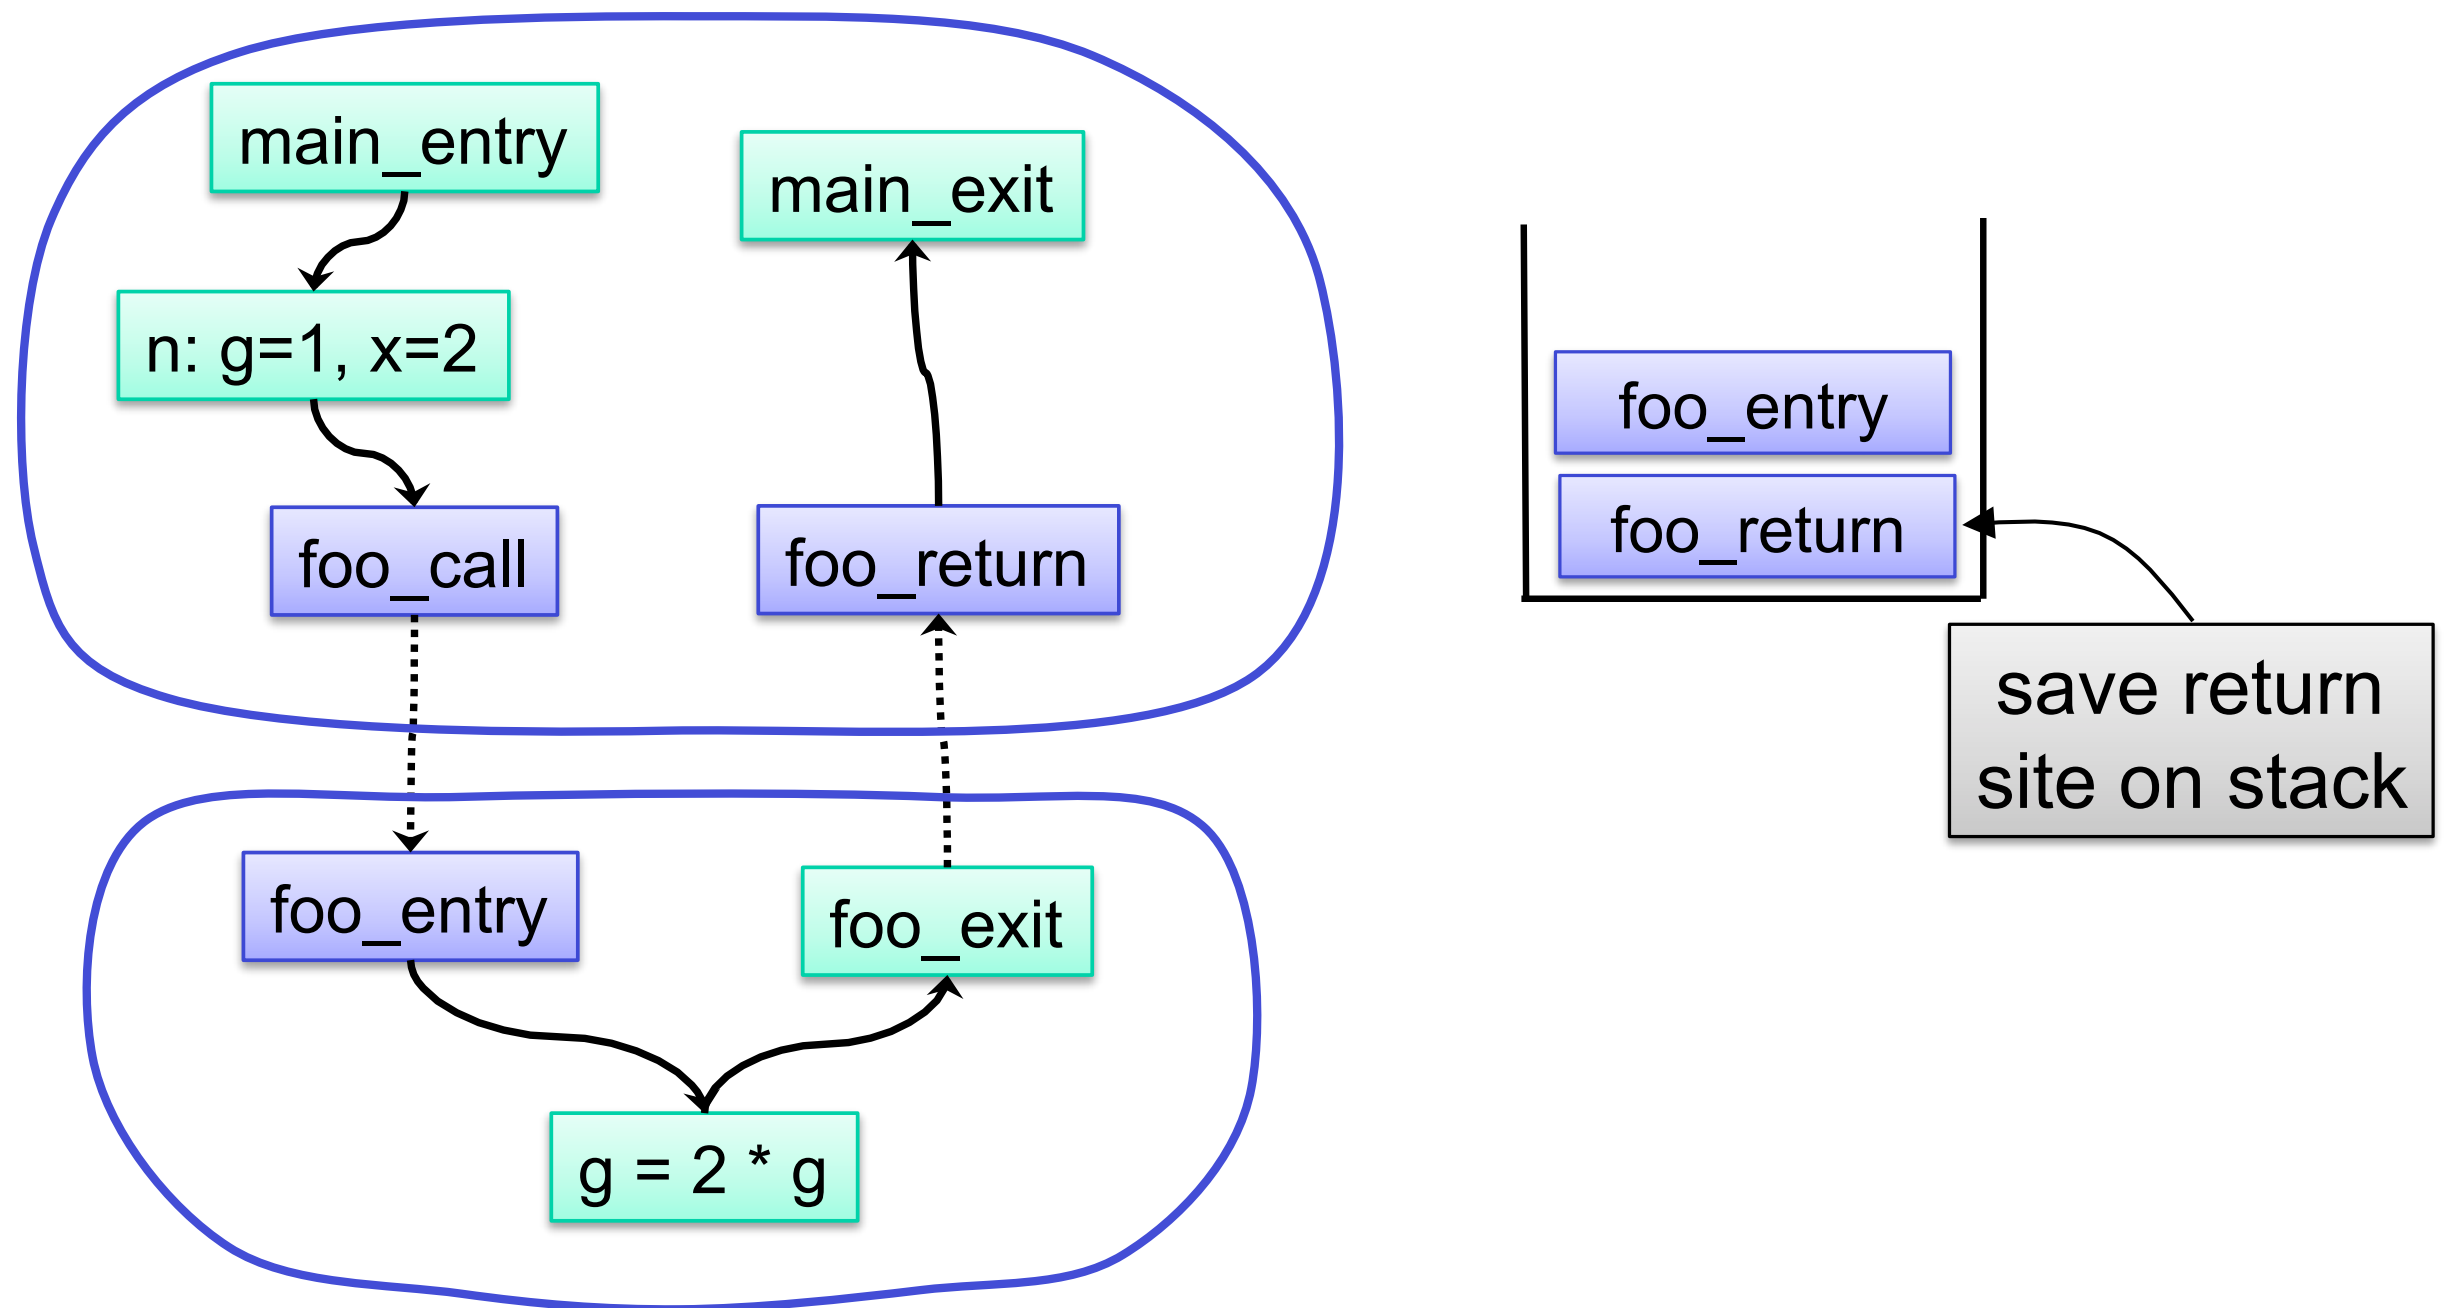 main_entry
main_exit
n: g=1, x=2
foo_call
foo_return
foo_entry
foo_exit
g = 2 * g
foo_entry
foo_return
save return
site on stack